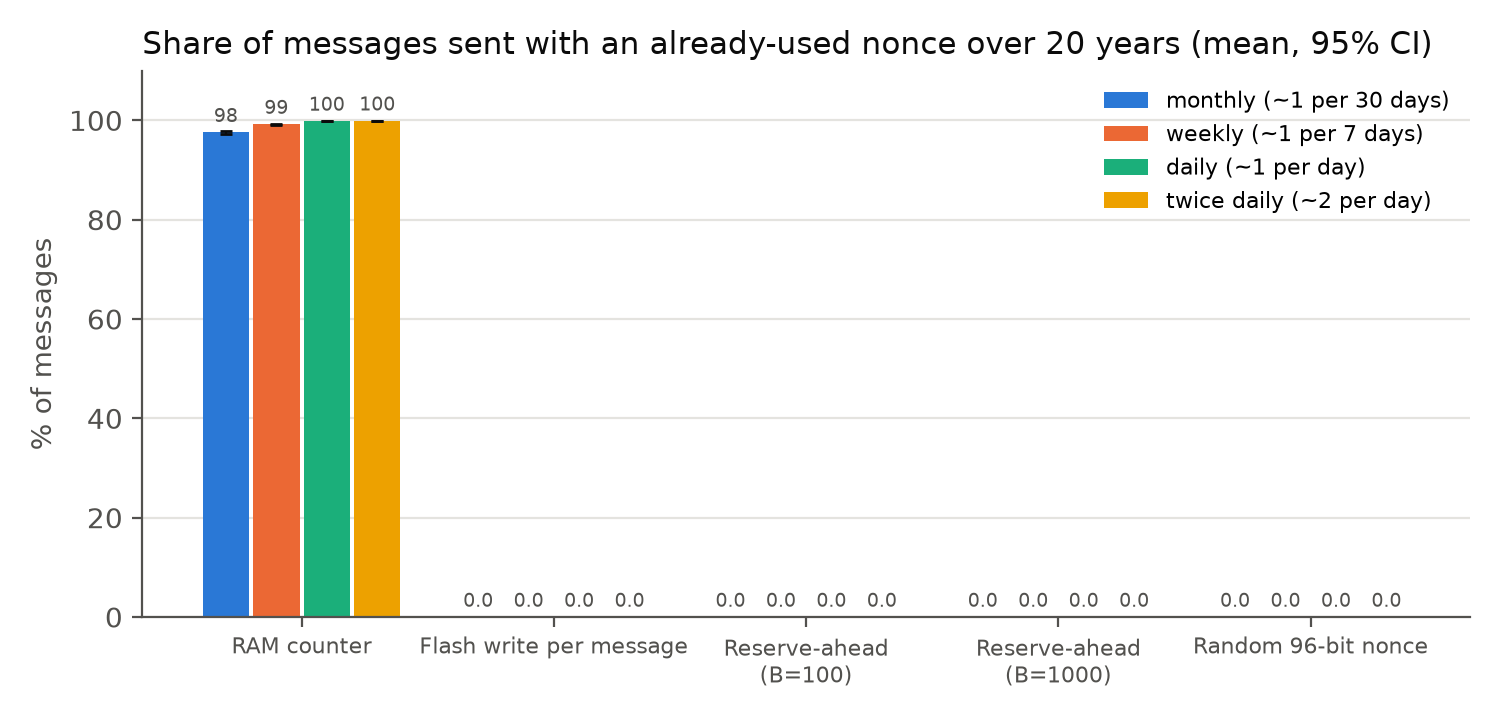 Share of messages sent with an already-used nonce over 20 years (mean, 95% CI)
monthly (~1 per 30 days)
weekly (~1 per 7 days)
daily (~1 per day)
twice daily (~2 per day)
% of messages
100
80
60
40
20
0
98 99 100 100
0.0 0.0 0.0 0.0
0.0 0.0 0.0 0.0
0.0 0.0 0.0 0.0
0.0 0.0 0.0 0.0
RAM counter
Flash write per message
Reserve-ahead
(B=100)
Reserve-ahead
(B=1000)
Random 96-bit nonce